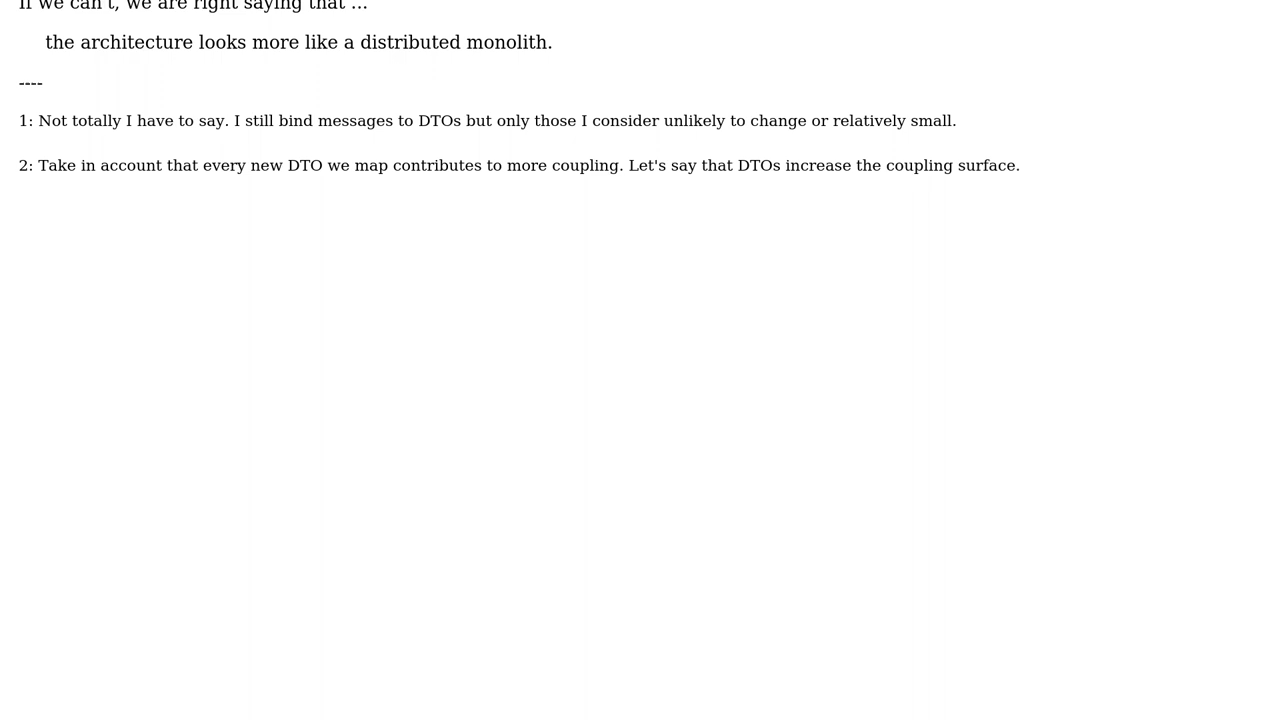 If we can't, we are right saying that ...
the architecture looks more like a distributed monolith.
----
1: Not totally I have to say. I still bind messages to DTOs but only those I consider unlikely to change or relatively small.
2: Take in account that every new DTO we map contributes to more coupling. Let's say that DTOs increase the coupling surface.